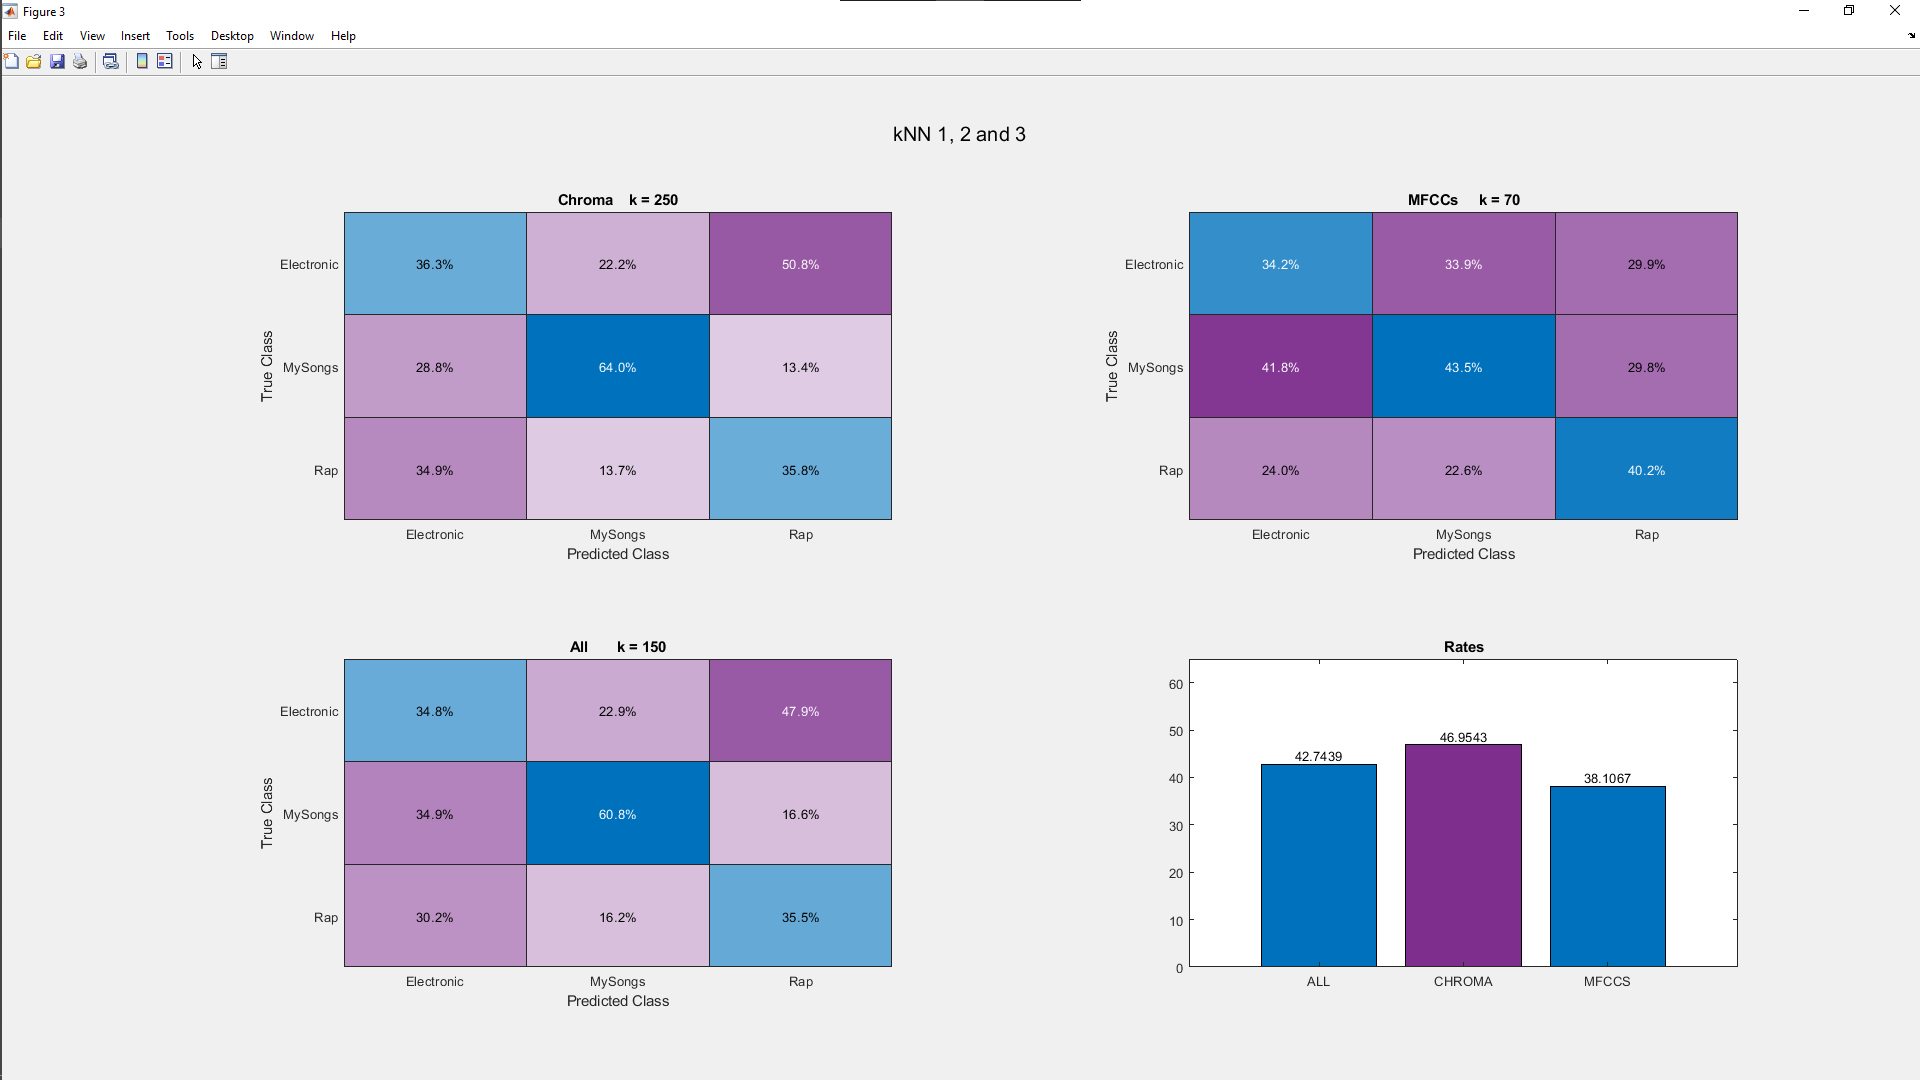 Figure 3
File Edit View Insert Tools Desktop Window Help
kNN 1, 2 and 3
Chroma k = 250
True Class
Electronic 36.3% 22.2% 50.8%
MySongs 28.8% 64.0% 13.4%
Rap 34.9% 13.7% 35.8%
Electronic MySongs Rap
Predicted Class
MFCCs k = 70
True Class
Electronic 34.2% 33.9% 29.9%
MySongs 41.8% 43.5% 29.8%
Rap 24.0% 22.6% 40.2%
Electronic MySongs Rap
Predicted Class
All k = 150
True Class
Electronic 34.8% 22.9% 47.9%
MySongs 34.9% 60.8% 16.6%
Rap 30.2% 16.2% 35.5%
Electronic MySongs Rap
Predicted Class
Rates
60
50
40
30
20
10
0
42.7439
46.9543
38.1067
ALL CHROMA MFCCS